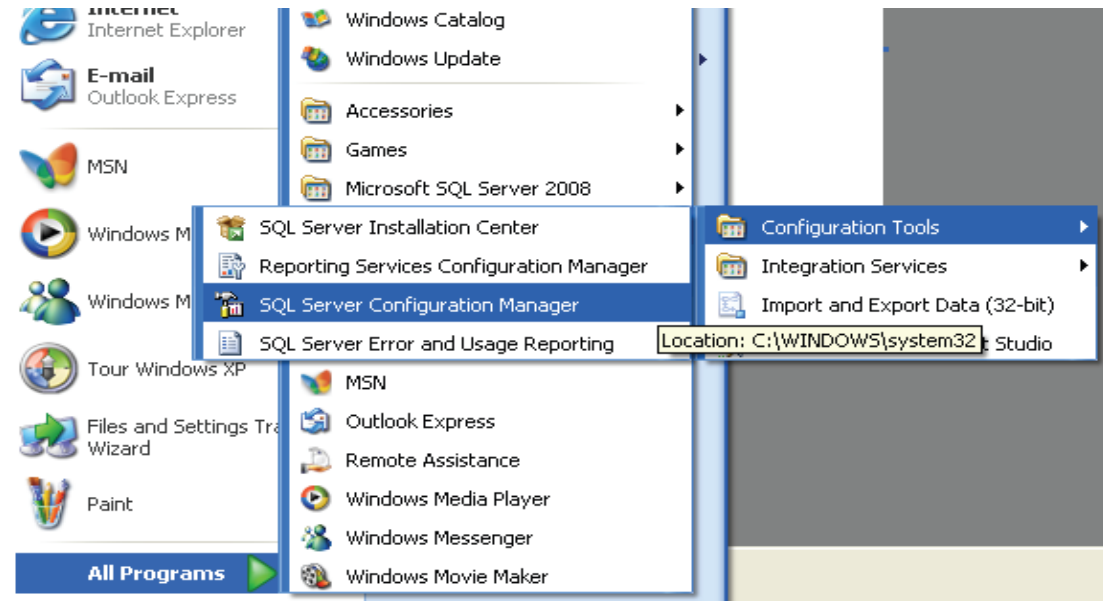 Internet
Internet Explorer
E-mail
Outlook Express
MSN
Windows M
Windows M
Tour Windows XP
Files and Settings Tra
Wizard
Paint
All Programs
Windows Catalog
Windows Update
Accessories
Games
Microsoft SQL Server 2008
SQL Server Installation Center
Reporting Services Configuration Manager
SQL Server Configuration Manager
SQL Server Error and Usage Reporting
Configuration Tools
Integration Services
Import and Export Data (32-bit)
Location: C:\WINDOWS\system32
t Studio
MSN
Outlook Express
Remote Assistance
Windows Media Player
Windows Messenger
Windows Movie Maker